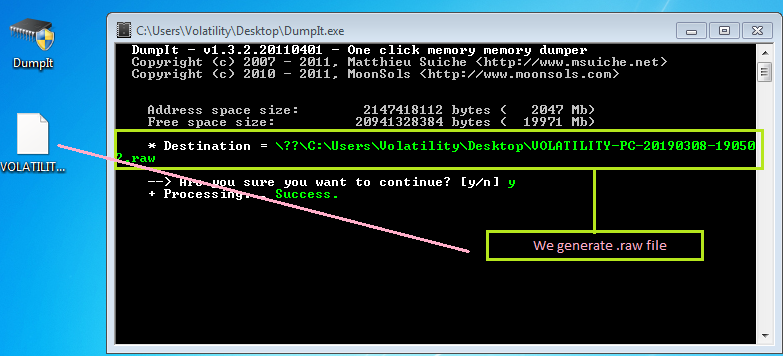 C:\Users\Volatility\Desktop\DumpIt.exe
DumpIt - v1.3.2.20110401 - One click memory memory dumper
Copyright (c) 2007 - 2011, Matthieu Suiche <http://www.msuiche.net>
Copyright (c) 2010 - 2011, MoonSols <http://www.moonsols.com>
Address space size: 2147418112 bytes ( 2047 Mb)
Free space size: 20941328384 bytes ( 19971 Mb)
* Destination = \??\C:\Users\Volatility\Desktop\VOLATILITY-PC-20190308-19050
2.raw
--> Are you sure you want to continue? [y/n] y
+ Processing... Success.
We generate .raw file
DumpIt
VOLATILIT...